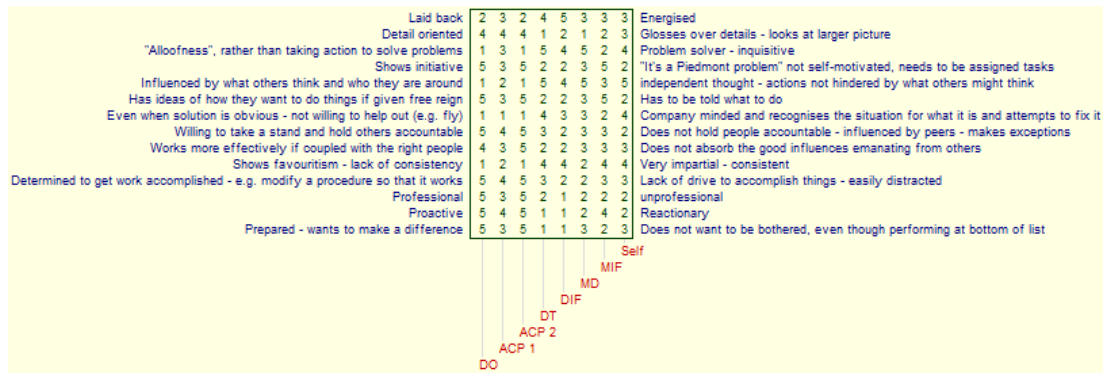 Laid back 2 3 2 4 5 3 3 3 Energised
Detail oriented 4 4 4 1 2 1 2 3 Glosses over details - looks at larger picture
"Alloofness", rather than taking action to solve problems 1 3 1 5 4 5 2 4 Problem solver - inquisitive
Shows initiative 5 3 5 2 2 3 5 2 "It's a Piedmont problem" not self-motivated, needs to be assigned tasks
Influenced by what others think and who they are around 1 2 1 5 4 5 3 5 independent thought - actions not hindered by what others might think
Has ideas of how they want to do things if given free reign 5 3 5 2 2 3 5 2 Has to be told what to do
Even when solution is obvious - not willing to help out (e.g. fly) 1 1 1 4 3 3 2 4 Company minded and recognises the situation for what it is and attempts to fix it
Willing to take a stand and hold others accountable 5 4 5 3 2 3 3 2 Does not hold people accountable - influenced by peers - makes exceptions
Works more effectively if coupled with the right people 4 3 5 2 2 3 3 3 Does not absorb the good influences emanating from others
Shows favouritism - lack of consistency 1 2 1 4 4 2 4 4 Very impartial - consistent
Determined to get work accomplished - e.g. modify a procedure so that it works 5 4 5 3 2 2 3 3 Lack of drive to accomplish things - easily distracted
Professional 5 3 5 2 1 2 2 2 unprofessional
Proactive 5 4 5 1 1 2 4 2 Reactionary
Prepared - wants to make a difference 5 3 5 1 1 3 2 3 Does not want to be bothered, even though performing at bottom of list
Self
MIF
MD
DIF
DT
ACP 2
ACP 1
DO